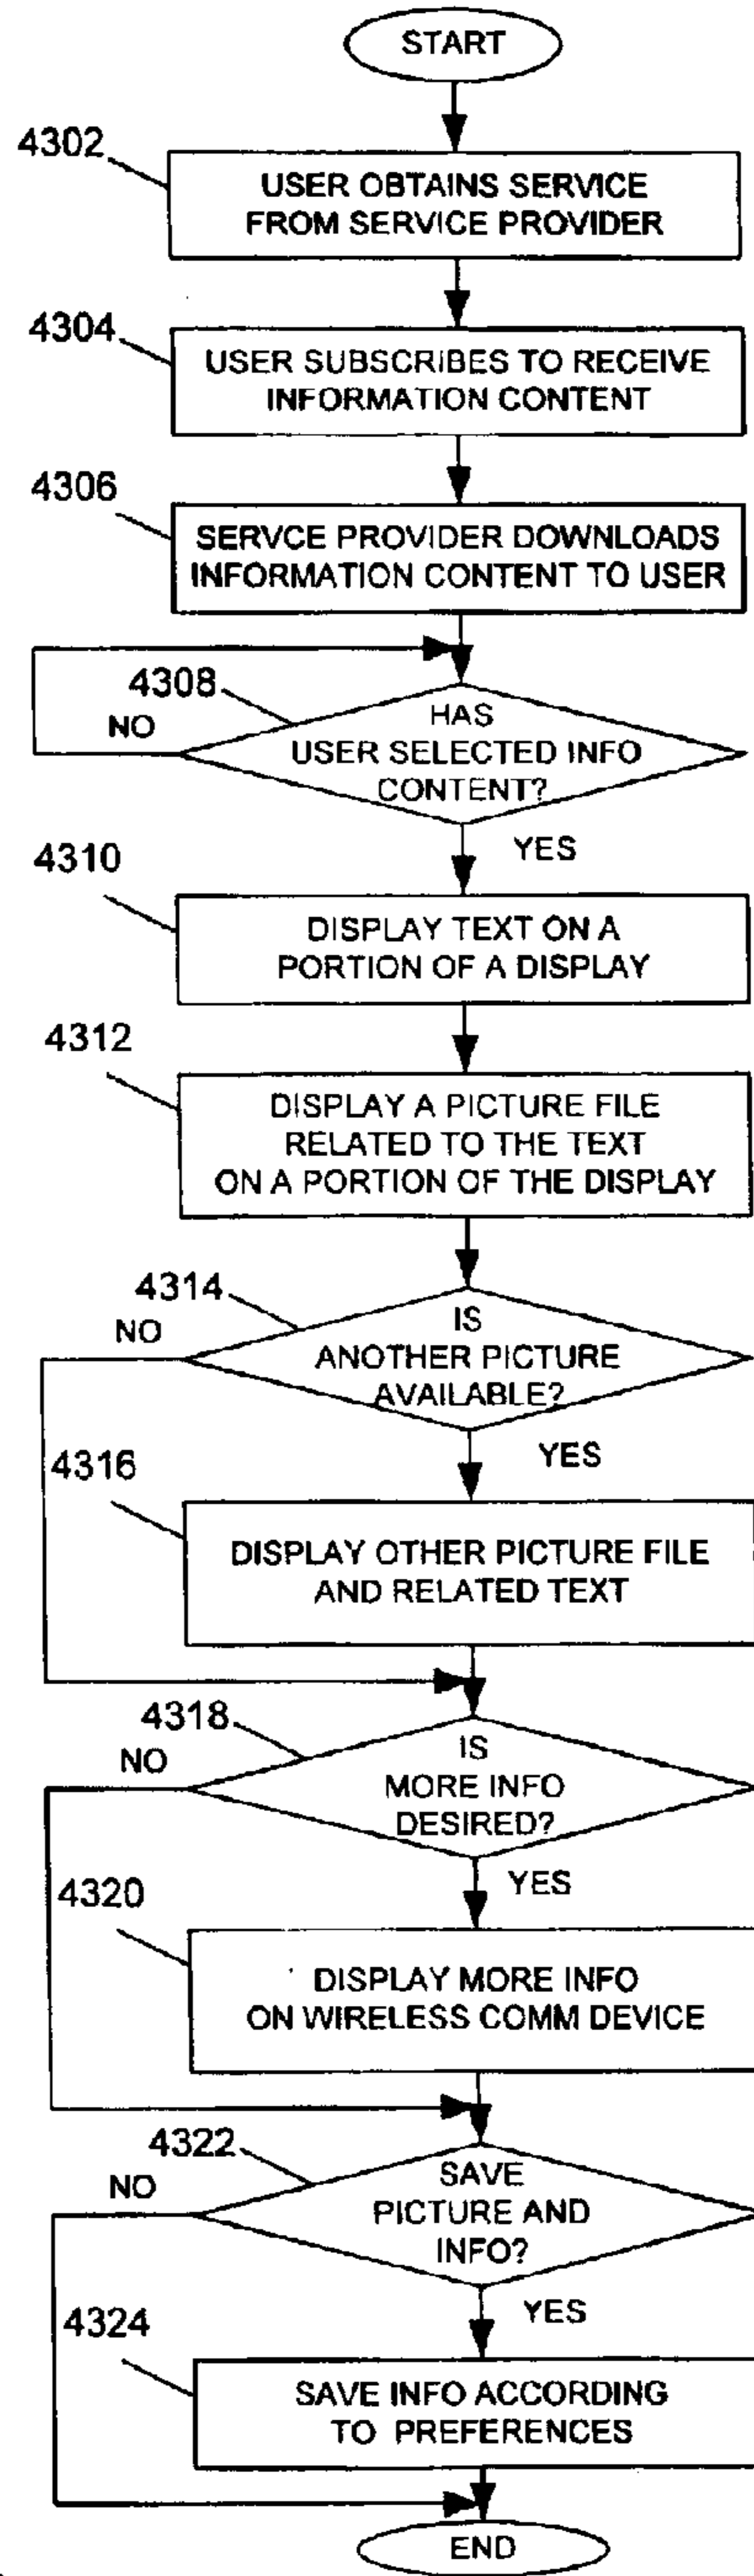 START
4302
USER OBTAINS SERVICE
FROM SERVICE PROVIDER
4304
USER SUBSCRIBES TO RECEIVE
INFORMATION CONTENT
4306
SERVCE PROVIDER DOWNLOADS
INFORMATION CONTENT TO USER
4308
NO
HAS
USER SELECTED INFO
CONTENT?
YES
4310
DISPLAY TEXT ON A
PORTION OF A DISPLAY
4312
DISPLAY A PICTURE FILE
RELATED TO THE TEXT
ON A PORTION OF THE DISPLAY
4314
NO
IS
ANOTHER PICTURE
AVAILABLE?
YES
4316
DISPLAY OTHER PICTURE FILE
AND RELATED TEXT
4318
NO
IS
MORE INFO
DESIRED?
YES
4320
DISPLAY MORE INFO
ON WIRELESS COMM DEVICE
4322
NO
SAVE
PICTURE AND
INFO?
YES
4324
SAVE INFO ACCORDING
TO PREFERENCES
END